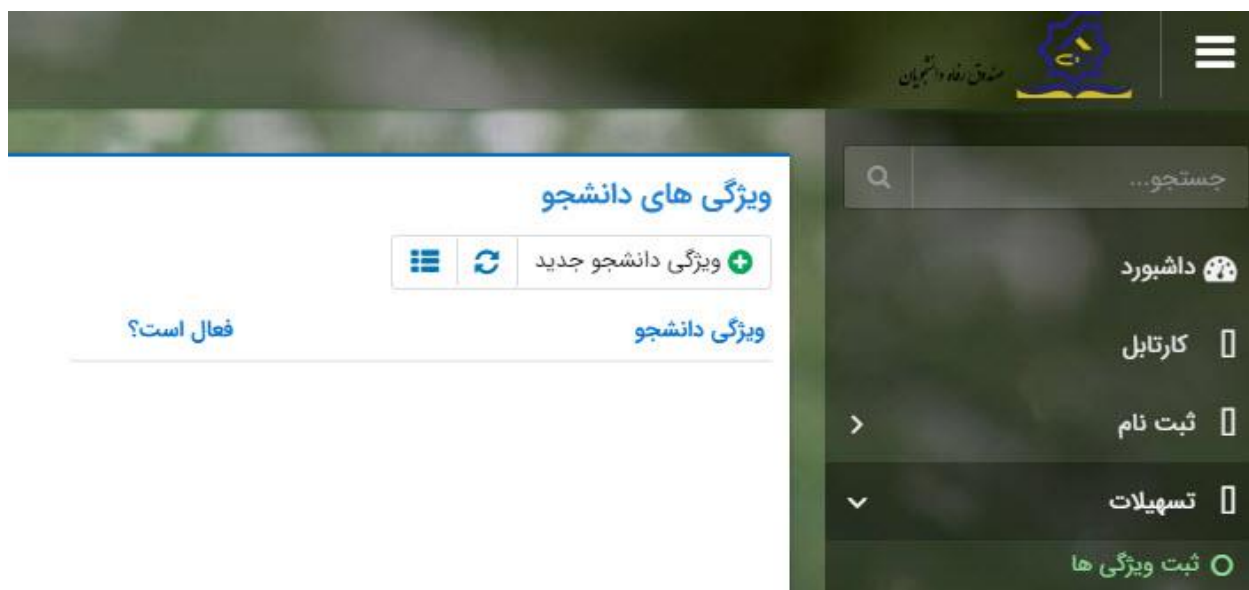 صندوق رفاه دانشجویان
جستجو...
داشبورد
کارتابل
ثبت نام
تسهیلات
ثبت ویژگی ها
ویژگی های دانشجو
ویژگی دانشجو جدید
ویژگی دانشجو
فعال است؟